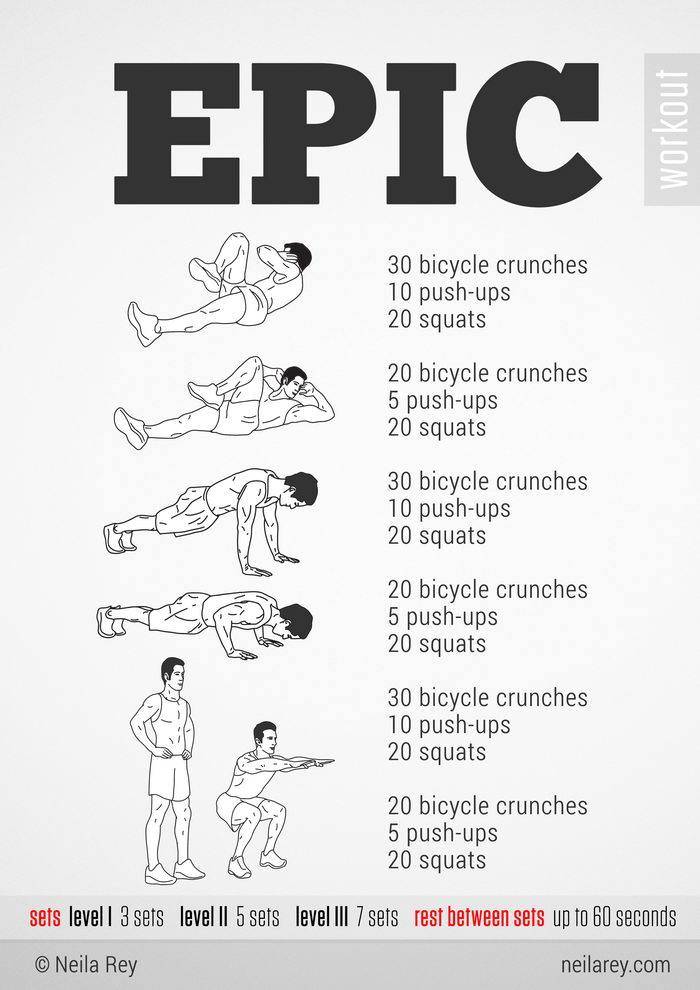 EPIC
workout
30 bicycle crunches
10 push-ups
20 squats
20 bicycle crunches
5 push-ups
20 squats
30 bicycle crunches
10 push-ups
20 squats
20 bicycle crunches
5 push-ups
20 squats
30 bicycle crunches
10 push-ups
20 squats
20 bicycle crunches
5 push-ups
20 squats
sets level I 3 sets level II 5 sets level III 7 sets rest between sets up to 60 seconds
© Neila Rey neilarey.com